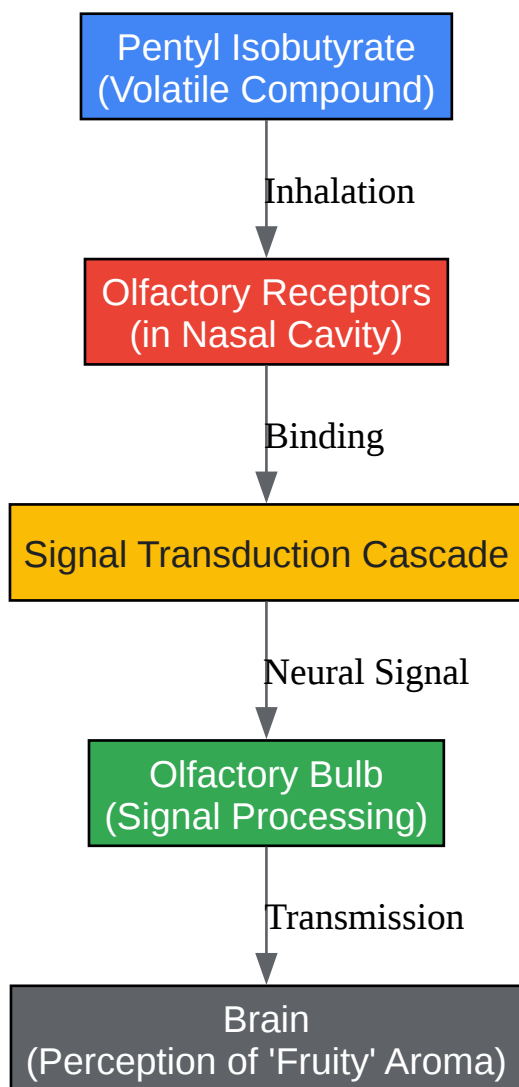 Pentyl Isobutyrate
(Volatile Compound)
Inhalation
Olfactory Receptors
(in Nasal Cavity)
Binding
Signal Transduction Cascade
Neural Signal
Olfactory Bulb
(Signal Processing)
Transmission
Brain
(Perception of 'Fruity' Aroma)